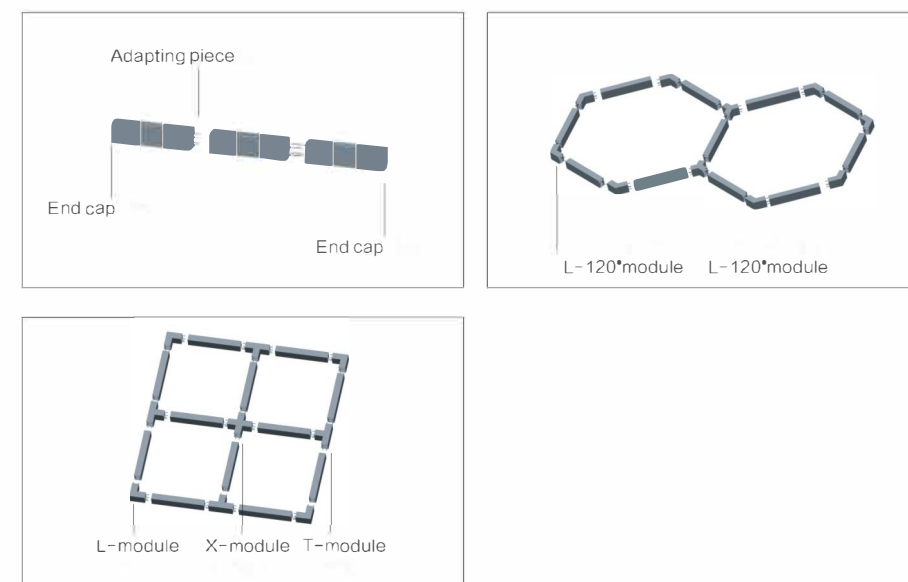 Adapting piece
End cap
End cap
L-120°module L-120°module
L-module X-module T-module